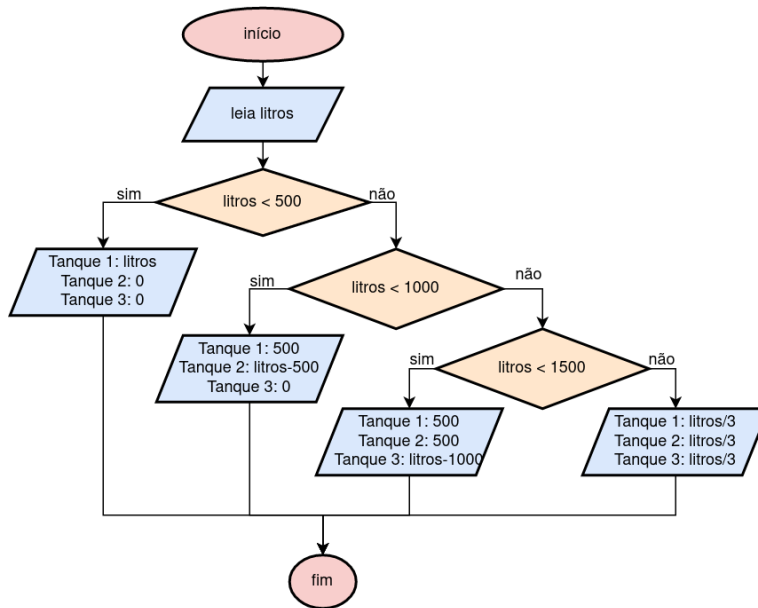 início
leia litros
sim
litros < 500
não
Tanque 1: litros
Tanque 2: 0
Tanque 3: 0
sim
litros < 1000
não
Tanque 1: 500
Tanque 2: litros-500
Tanque 3: 0
sim
litros < 1500
não
Tanque 1: 500
Tanque 2: 500
Tanque 3: litros-1000
Tanque 1: litros/3
Tanque 2: litros/3
Tanque 3: litros/3
fim